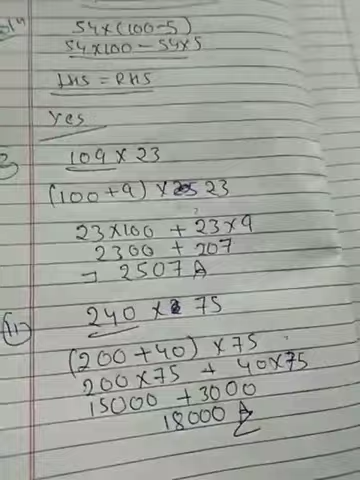 54×(100-5)
54×100 - 54×5
LHS = RHS
Yes
109 × 23
(100+9) × 23
23×100 + 23×9
2300 + 207
→ 2507 A
(ii) 240 × 75
(200+40) × 75
200×75 + 40×75
15000 + 3000
18000 A